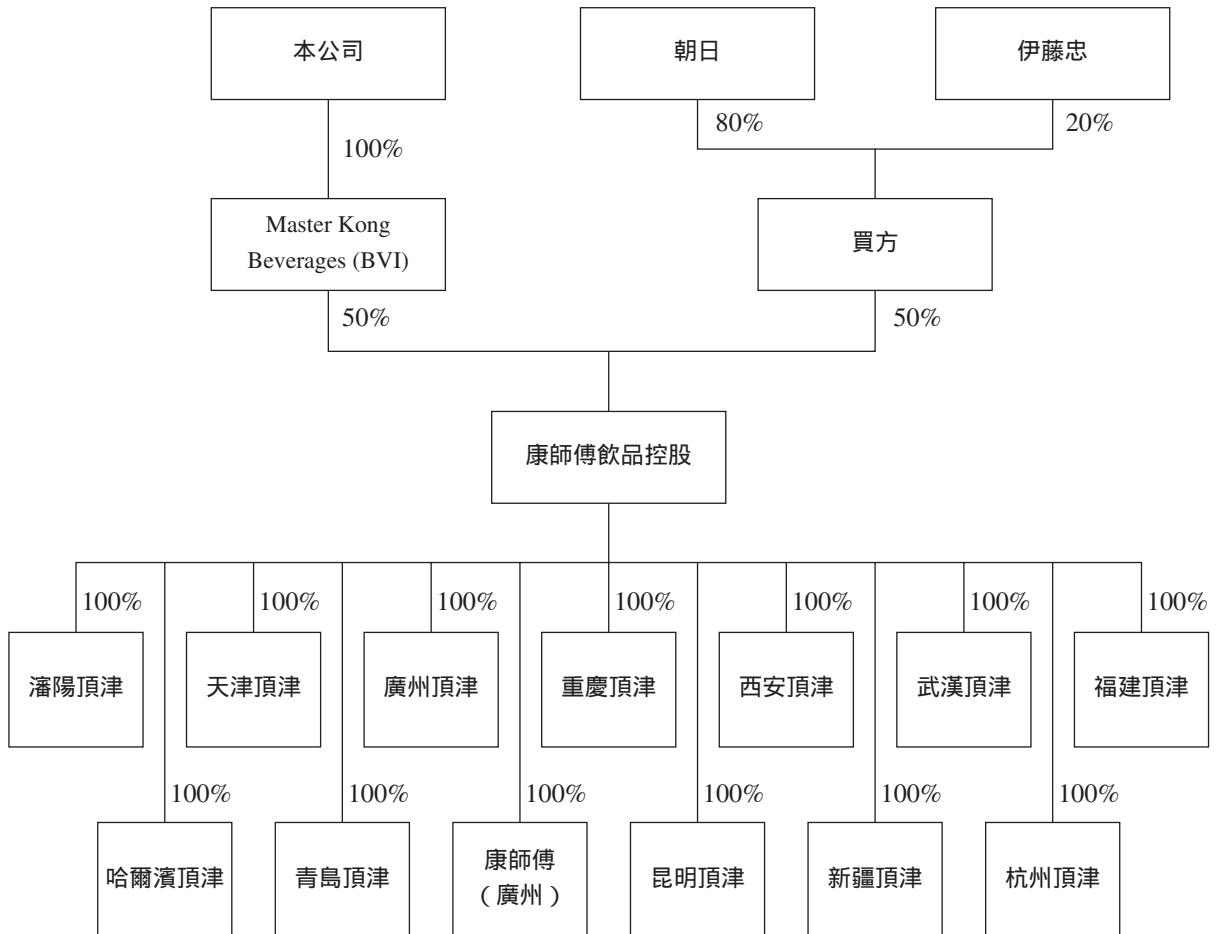 本公司
朝日
伊藤忠
80%
20%
100%
Master Kong
Beverages (BVI)
買方
50%
50%
康師傅飲品控股
100%
100%
100%
100%
100%
100%
100%
瀋陽頂津
天津頂津
廣州頂津
重慶頂津
西安頂津
武漢頂津
福建頂津
100%
100%
100%
100%
100%
100%
哈爾濱頂津
青島頂津
康師傅
(廣州)
昆明頂津
新疆頂津
杭州頂津